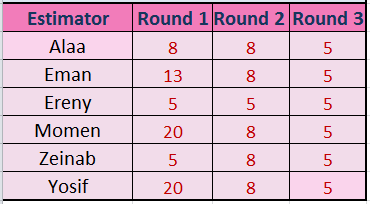 Estimator Round 1 Round 2 Round 3
Alaa 8 8 5
Eman 13 8 5
Ereny 5 5 5
Momen 20 8 5
Zeinab 5 8 5
Yosif 20 8 5